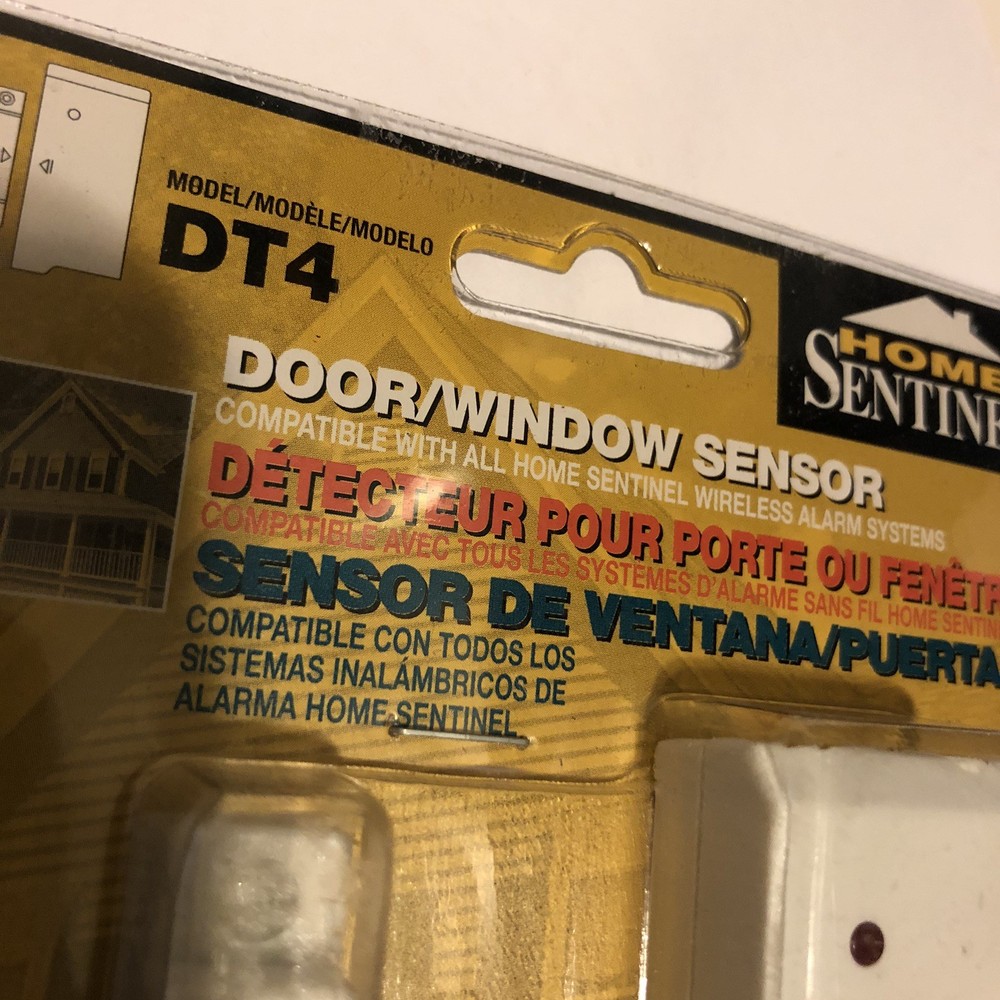 MODEL/MODÈLE/MODELO
DT4
HOME
SENTINE
DOOR/WINDOW SENSOR
COMPATIBLE WITH ALL HOME SENTINEL WIRELESS ALARM SYSTEMS
DÉTECTEUR POUR PORTE OU FENÊTR
COMPATIBLE AVEC TOUS LES SYSTEMES D'ALARME SANS FIL HOME SENTIN
SENSOR DE VENTANA/PUERTA
COMPATIBLE CON TODOS LOS
SISTEMAS INALÁMBRICOS DE
ALARMA HOME SENTINEL